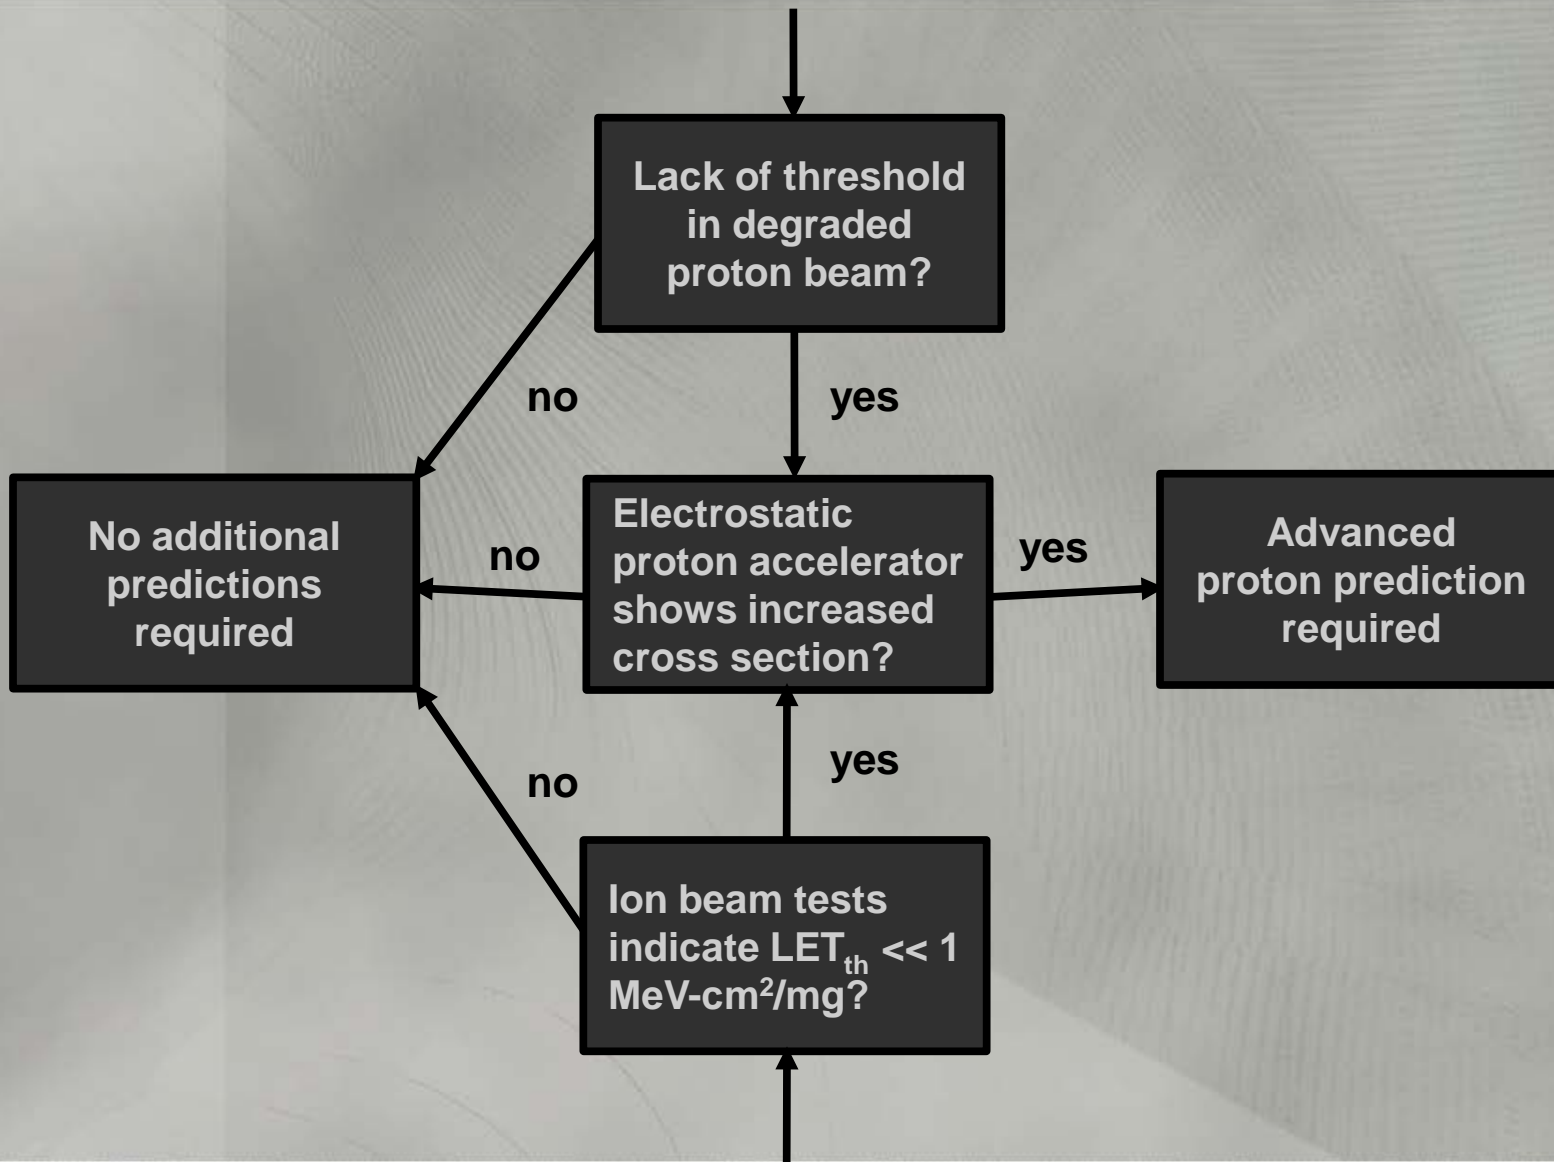 Lack of threshold
in degraded
proton beam?
no
yes
No additional
predictions
required
no
Electrostatic
proton accelerator
shows increased
cross section?
yes
Advanced
proton prediction
required
no
yes
Ion beam tests
indicate LETth << 1
MeV-cm²/mg?